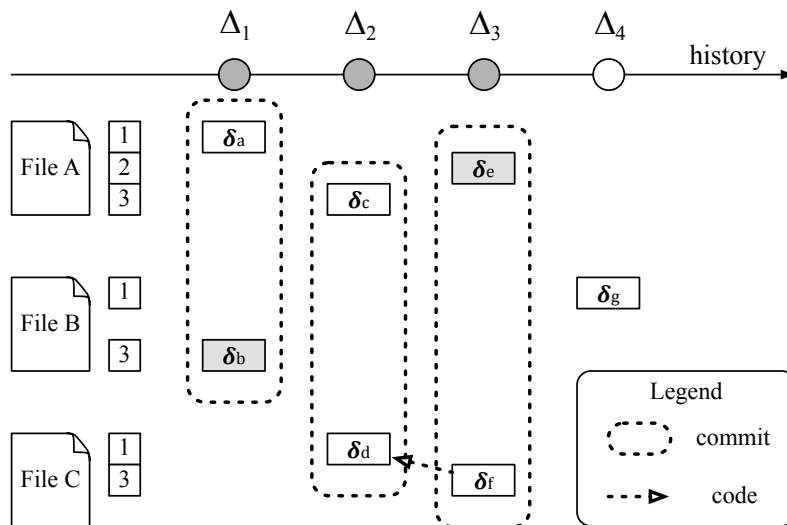 Δ1 Δ2 Δ3 Δ4
history
1 δa
File A 2 δe
3 δc
1 δg
File B
3 δb
Legend
1 δd commit
File C 3 δf code